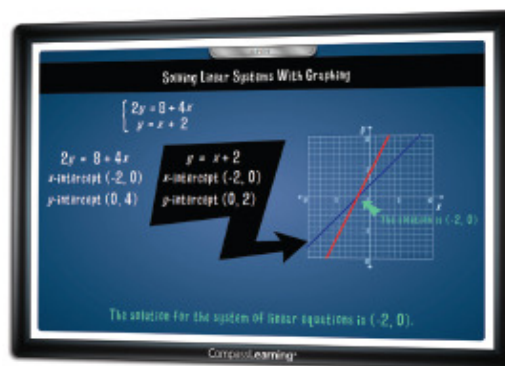 Solving Linear Systems With Graphing
2y = 8 + 4x
y = x + 2
2y = 8 + 4x
x-intercept (-2, 0)
y-intercept (0, 4)
y = x + 2
x-intercept (-2, 0)
y-intercept (0, 2)
y
x
The solution is (-2, 0)
The solution for the system of linear equations is (-2, 0).
CompassLearning®